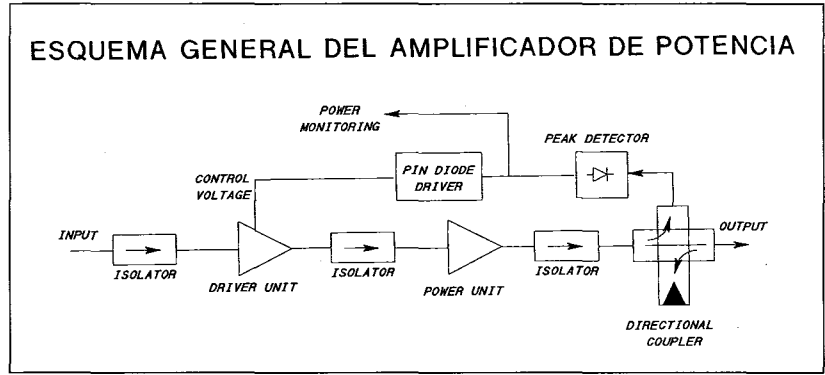 ESQUEMA GENERAL DEL AMPLIFICADOR DE POTENCIA
POWER
MONITORING
PEAK DETECTOR
PIN DIODE
DRIVER
CONTROL
VOLTAGE
INPUT
OUTPUT
ISOLATOR
DRIVER UNIT
ISOLATOR
POWER UNIT
ISOLATOR
DIRECTIONAL
COUPLER